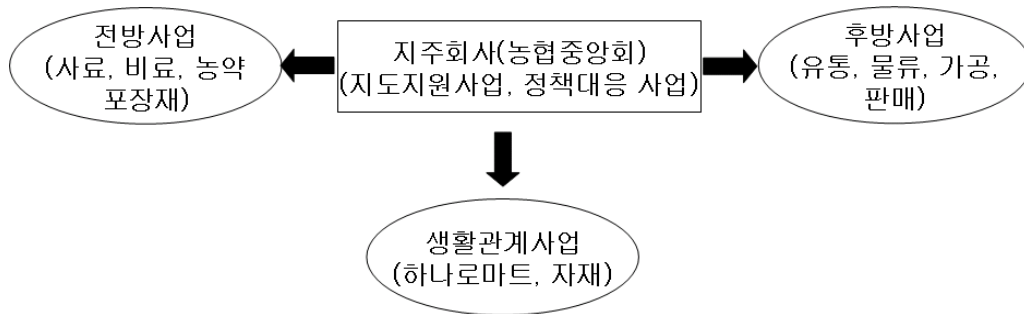 전방사업
(사료, 비료, 농약
포장재)
지주회사(농협중앙회)
(지도지원사업, 정책대응 사업)
후방사업
(유통, 물류, 가공,
판매)
생활관계사업
(하나로마트, 자재)